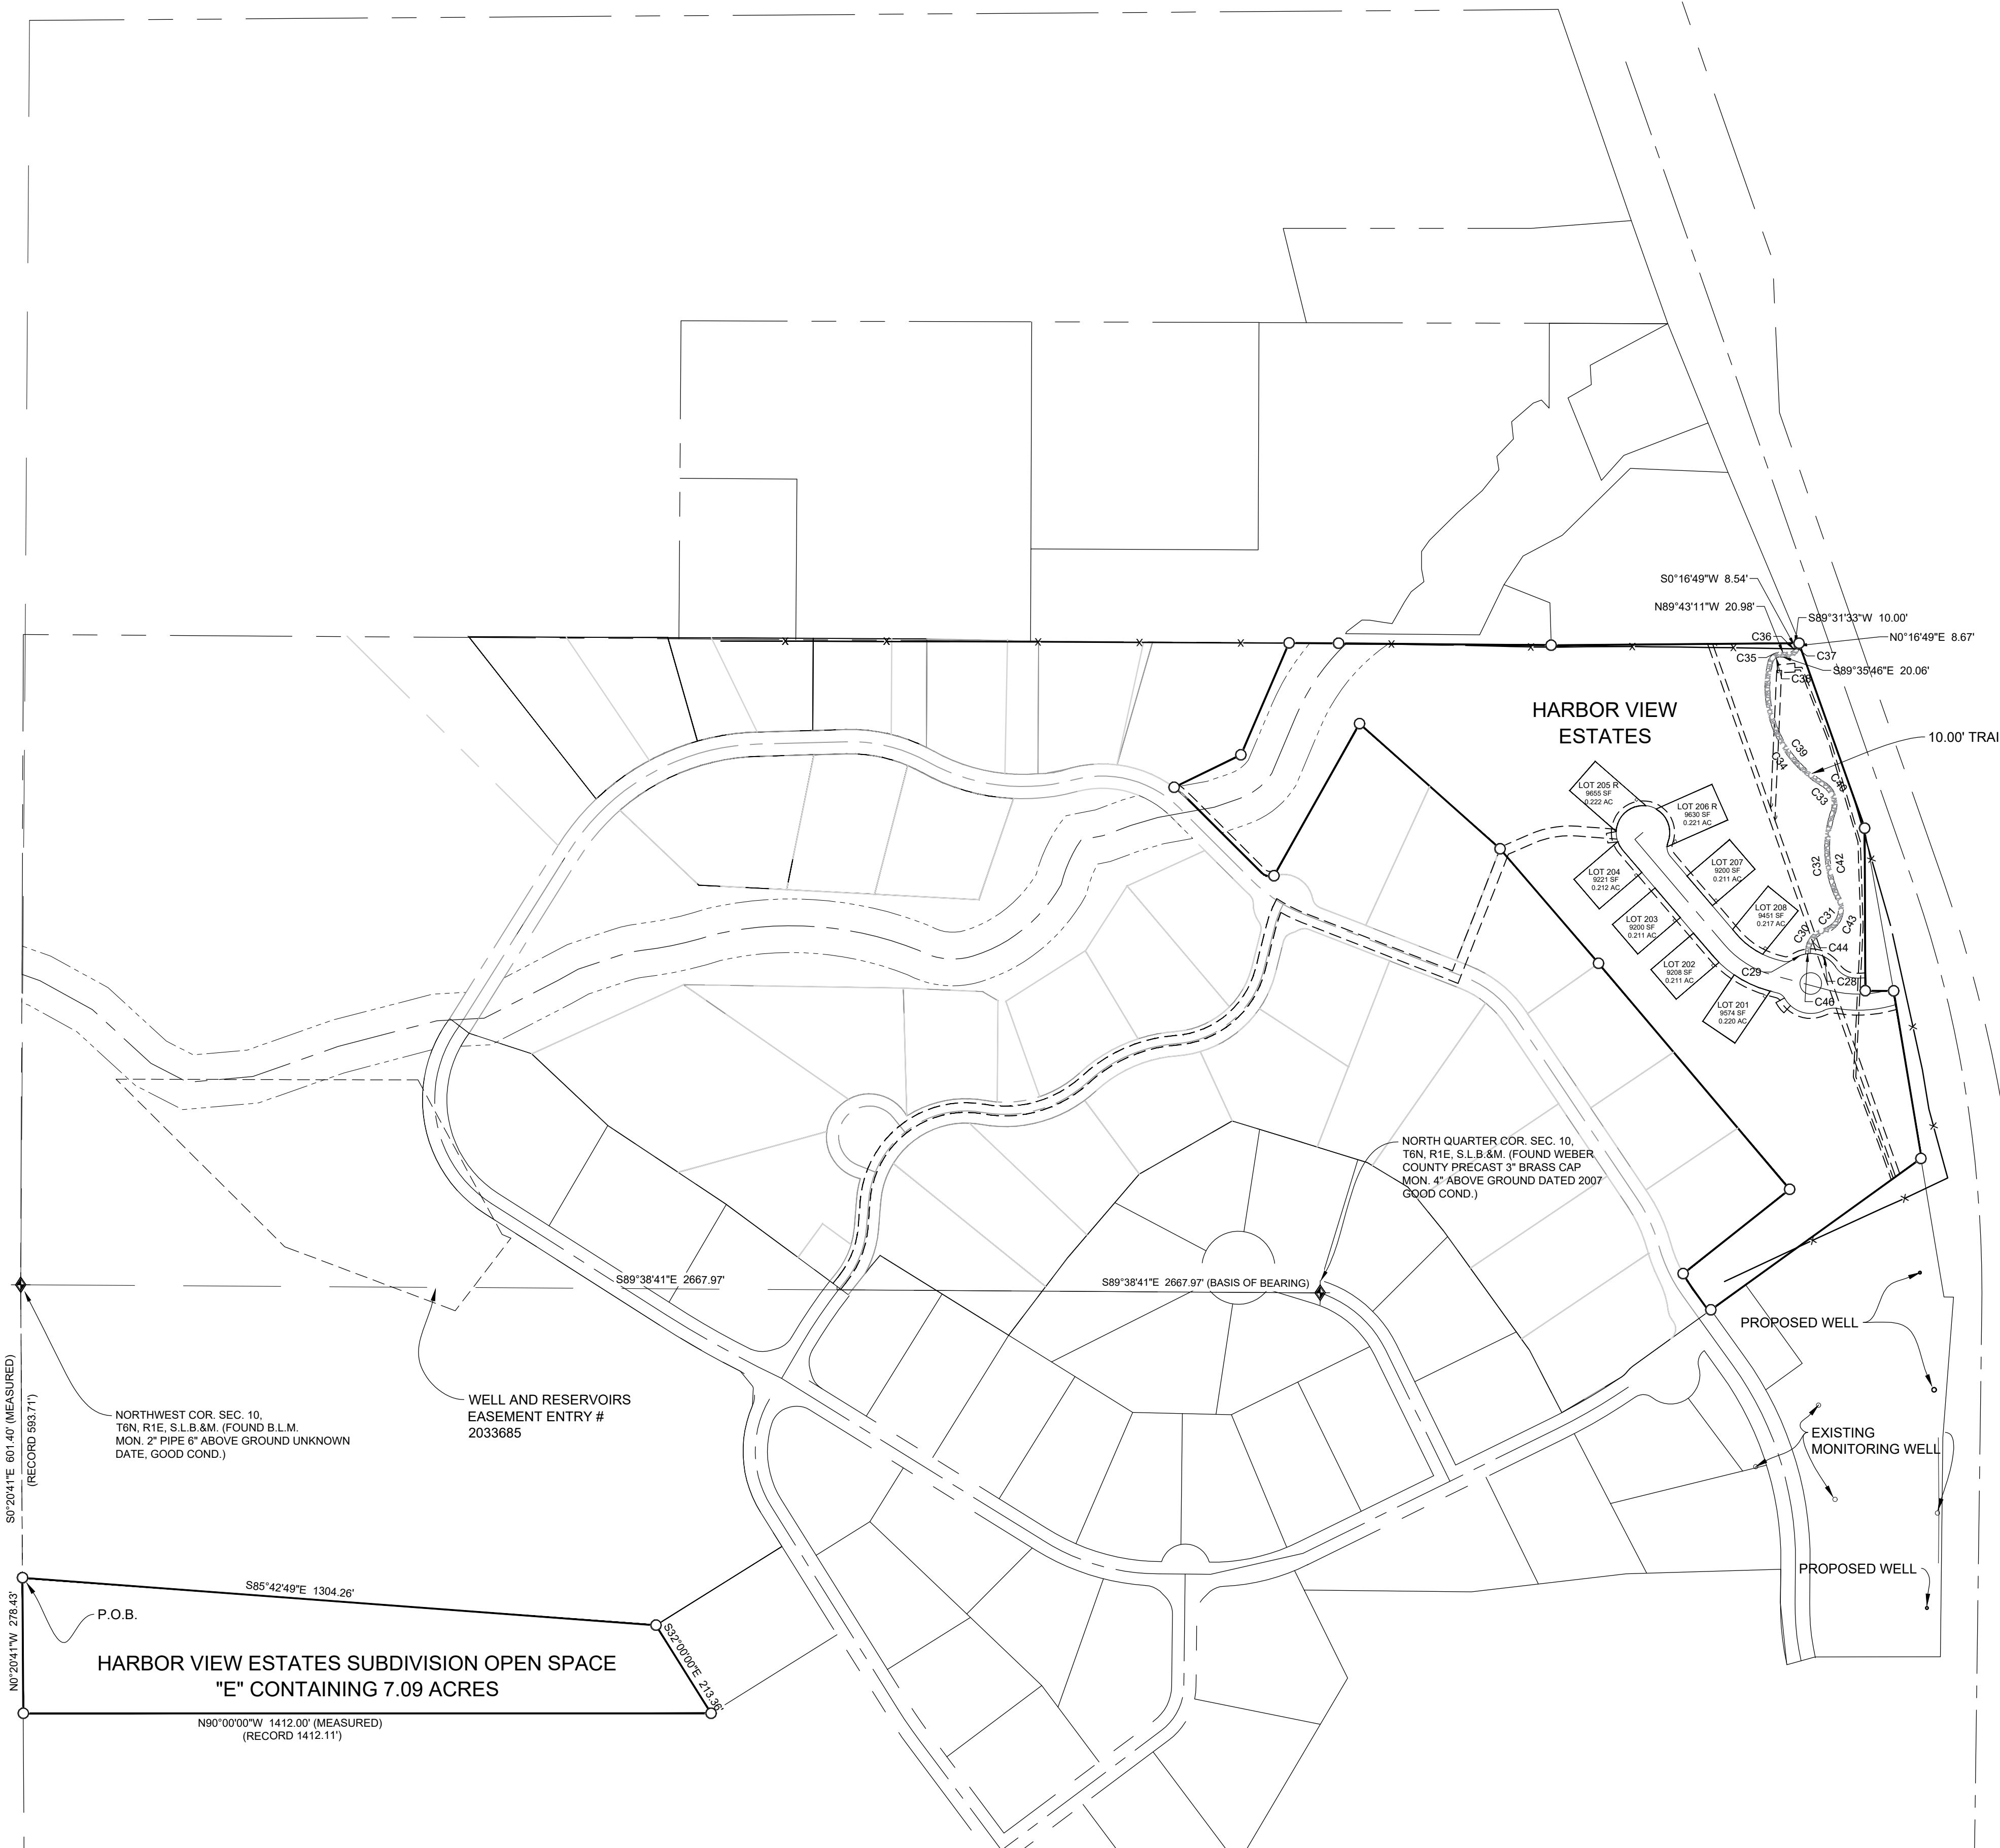 S0°16'49"W 8.54'
N89°43'11"W 20.98'
S89°31'33"W 10.00'
C36
N0°16'49"E 8.67'
C35
C37
S89°35'46"E 20.06'
C38
HARBOR VIEW
ESTATES
10.00' TRAI
C39
C34
C40
C33
LOT 205 R
9655 SF
0.222 AC
LOT 206 R
9630 SF
0.221 AC
LOT 204
9221 SF
0.212 AC
LOT 207
9200 SF
0.211 AC
C32
C42
LOT 203
9200 SF
0.211 AC
LOT 208
9451 SF
0.217 AC
C31
C43
C30
C44
LOT 202
9208 SF
0.211 AC
C29
C28
C46
LOT 201
9574 SF
0.220 AC
NORTH QUARTER COR. SEC. 10,
T6N, R1E, S.L.B.&M. (FOUND WEBER
COUNTY PRECAST 3" BRASS CAP
MON. 4" ABOVE GROUND DATED 2007
GOOD COND.)
S89°38'41"E 2667.97'
S89°38'41"E 2667.97' (BASIS OF BEARING)
PROPOSED WELL
S0°20'41"E 601.40' (MEASURED)
(RECORD 593.71')
NORTHWEST COR. SEC. 10,
T6N, R1E, S.L.B.&M. (FOUND B.L.M.
MON. 2" PIPE 6" ABOVE GROUND UNKNOWN
DATE, GOOD COND.)
WELL AND RESERVOIRS
EASEMENT ENTRY #
2033685
EXISTING
MONITORING WELL
PROPOSED WELL
S85°42'49"E 1304.26'
P.O.B.
N0°20'41"W 278.43'
S32°00'00"E 213.36'
HARBOR VIEW ESTATES SUBDIVISION OPEN SPACE
"E" CONTAINING 7.09 ACRES
N90°00'00"W 1412.00' (MEASURED)
(RECORD 1412.11')